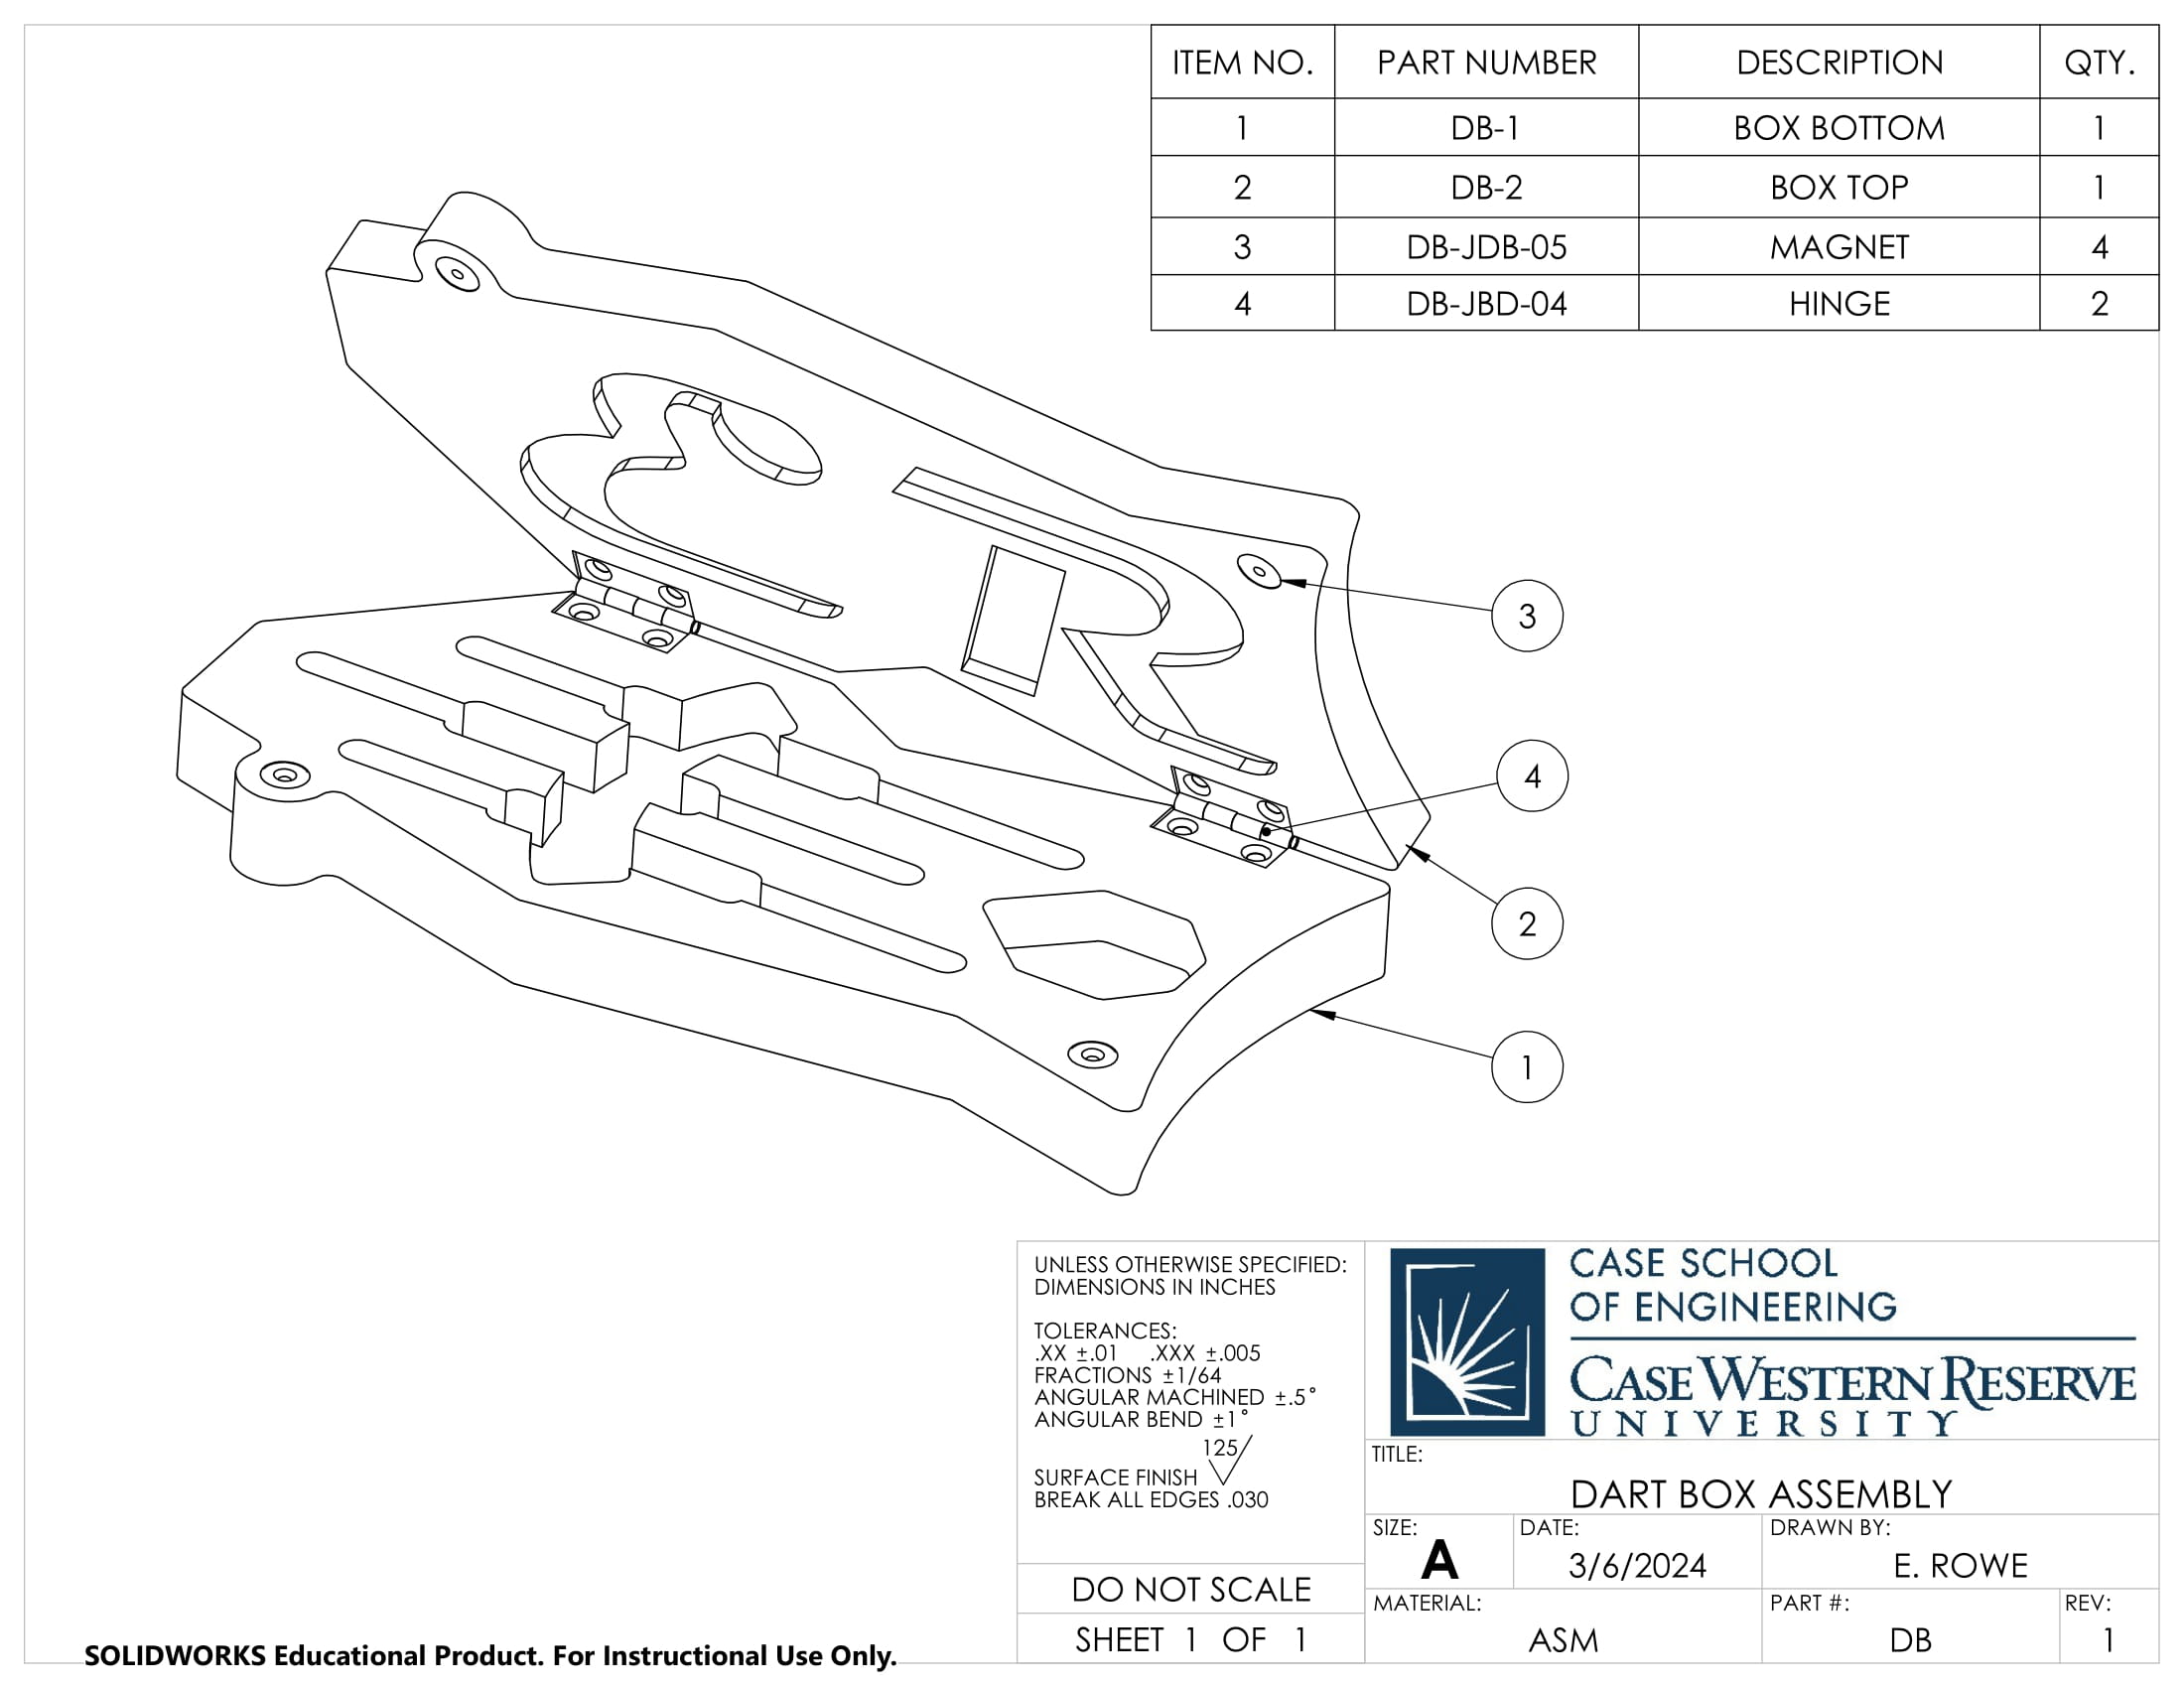 ITEM NO. PART NUMBER DESCRIPTION QTY.
1 DB-1 BOX BOTTOM 1
2 DB-2 BOX TOP 1
3 DB-JDB-05 MAGNET 4
4 DB-JBD-04 HINGE 2
3
4
2
1
UNLESS OTHERWISE SPECIFIED:
DIMENSIONS IN INCHES
TOLERANCES:
.XX ±.01 .XXX ±.005
FRACTIONS ±1/64
ANGULAR MACHINED ±.5°
ANGULAR BEND ±1°
125
SURFACE FINISH
BREAK ALL EDGES .030
DO NOT SCALE
SHEET 1 OF 1
CASE SCHOOL
OF ENGINEERING
CASE WESTERN RESERVE
UNIVERSITY
TITLE:
DART BOX ASSEMBLY
SIZE: DATE: DRAWN BY:
A 3/6/2024 E. ROWE
MATERIAL: PART #: REV:
ASM DB 1
SOLIDWORKS Educational Product. For Instructional Use Only.